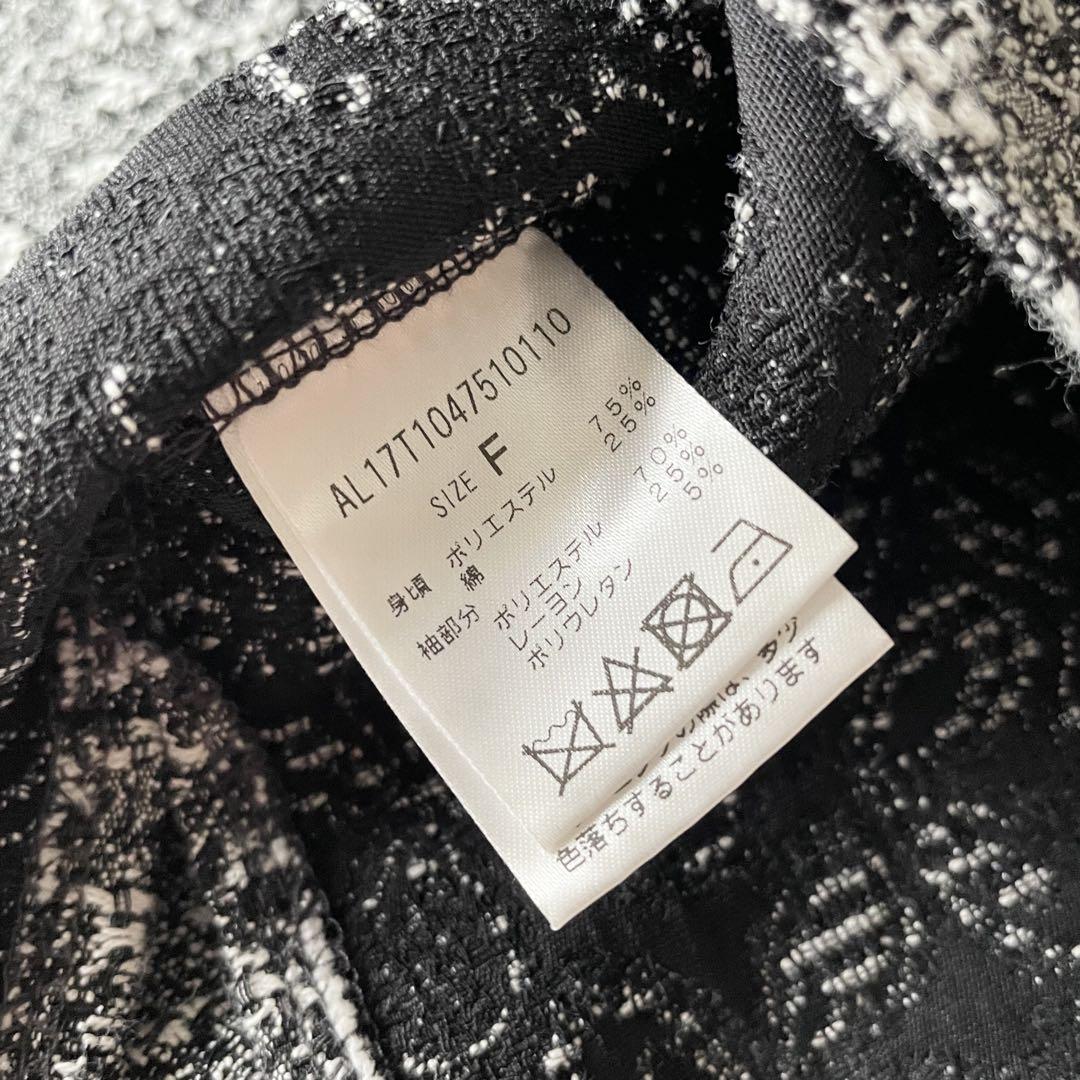 AL17T1047510110
SIZE F
身頃 ポリエステル 75%
綿 25%
袖部分 ポリエステル 70%
レーヨン 25%
ポリウレタン 5%
色落ちすることがあります